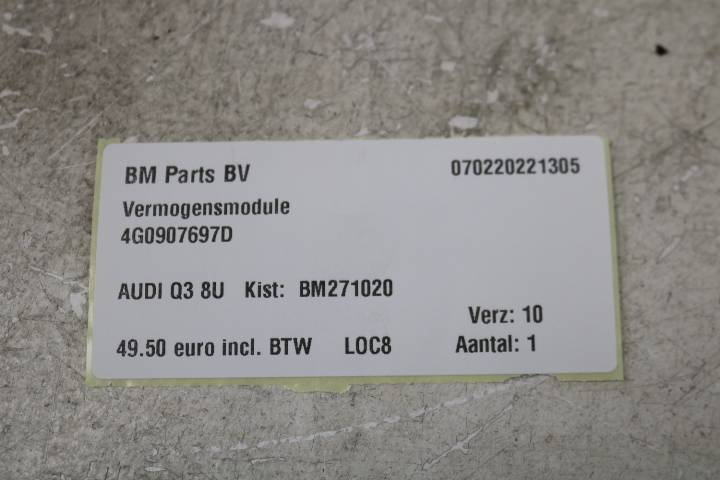 BM Parts BV 070220221305
Vermogensmodule
4G0907697D
AUDI Q3 8U Kist: BM271020
Verz: 10
49.50 euro incl. BTW LOC8 Aantal: 1